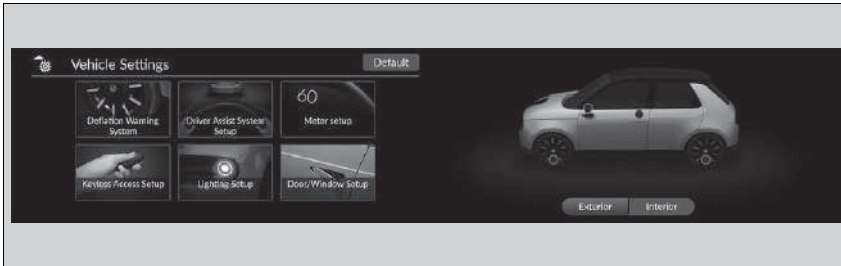 Vehicle Settings
Default
Deflation Warning
System
Driver Assist System
Setup
60
Meter setup
Keyless Access Setup
Lighting Setup
Door/Window Setup
Exterior
Interior